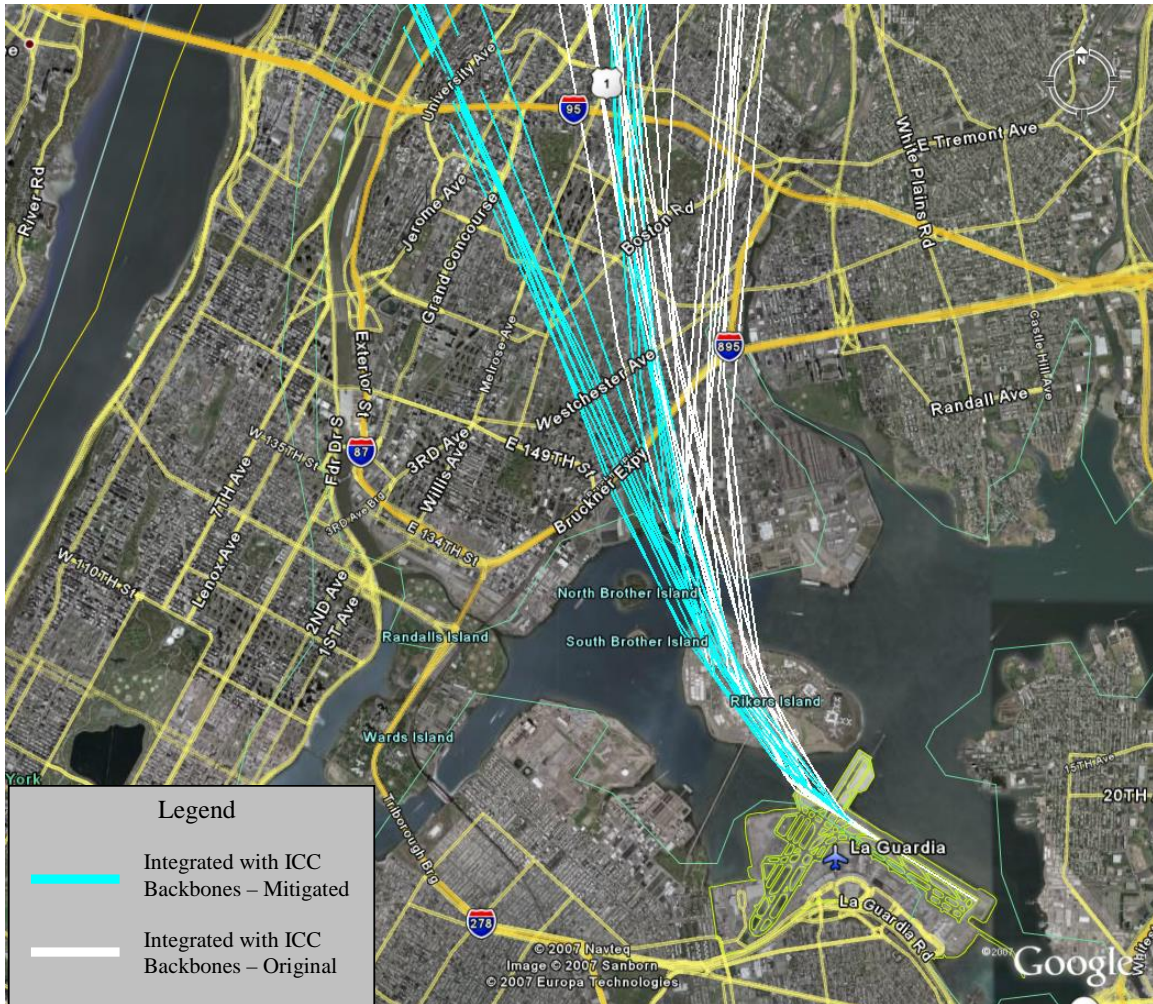 University Ave
1
N
95
White Plains Rd
E Tremont Ave
River Rd
Jerome Ave
Grand Concourse
Boston Rd
Exterior St
Melrose Ave
895
Castle Hill Ave
Westchester Ave
Randall Ave
W 135TH St
Fdr Dr S
87
3RD Ave
Willis Ave
E 149TH St
Bruckner Expy
7TH Ave
3RD Ave Brg
E 134TH St
W 110TH St
Lenox Ave
2ND Ave
1ST Ave
North Brother Island
Randalls Island
South Brother Island
Rikers Island
Wards Island
15TH Ave
York
20TH
Triborough Brg
La Guardia
La Guardia Rd
278
Legend
Integrated with ICC
Backbones – Mitigated
Integrated with ICC
Backbones – Original
© 2007 Navteq
Image © 2007 Sanborn
© 2007 Europa Technologies
©2007 Google